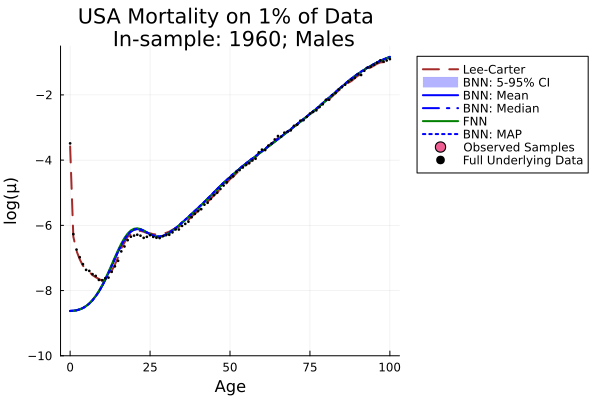 USA Mortality on 1% of Data
In-sample: 1960; Males
Lee-Carter
BNN: 5-95% CI
BNN: Mean
BNN: Median
FNN
BNN: MAP
Observed Samples
Full Underlying Data
log(μ)
−2
−4
−6
−8
−10
0 25 50 75 100
Age